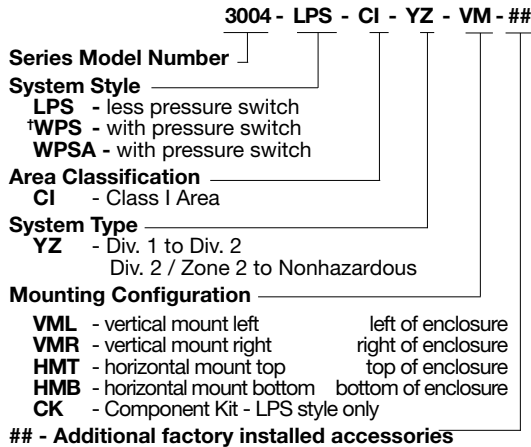 3004 - LPS - CI - YZ - VM - ##
Series Model Number
System Style
LPS - less pressure switch
†WPS - with pressure switch
WPSA - with pressure switch
Area Classification
CI - Class I Area
System Type
YZ - Div. 1 to Div. 2
Div. 2 / Zone 2 to Nonhazardous
Mounting Configuration
VML - vertical mount left left of enclosure
VMR - vertical mount right right of enclosure
HMT - horizontal mount top top of enclosure
HMB - horizontal mount bottom bottom of enclosure
CK - Component Kit - LPS style only
## - Additional factory installed accessories